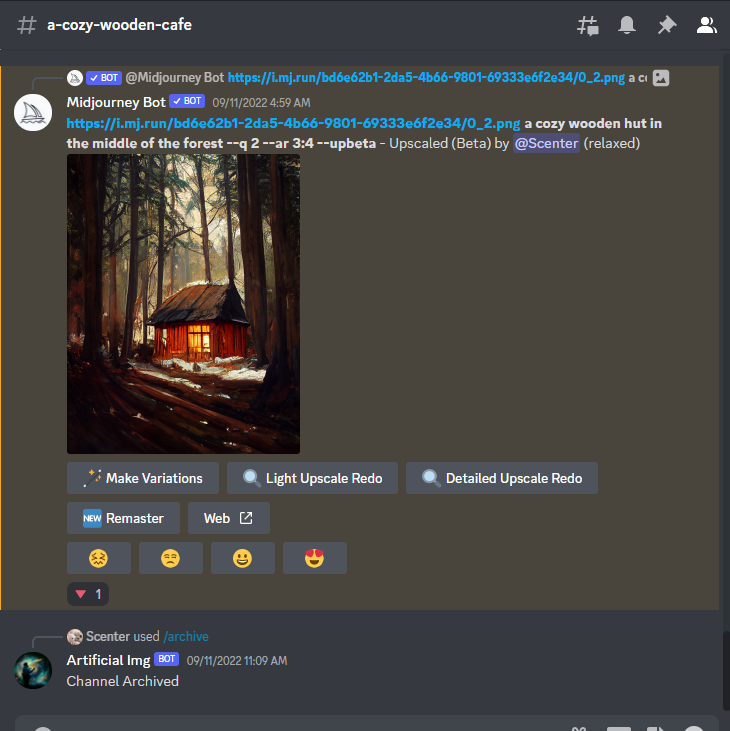 a-cozy-wooden-cafe
✓ BOT @Midjourney Bot https://i.mj.run/bd6e62b1-2da5-4b66-9801-69333e6f2e34/0_2.png a c
Midjourney Bot ✓ BOT 09/11/2022 4:59 AM
https://i.mj.run/bd6e62b1-2da5-4b66-9801-69333e6f2e34/0_2.png a cozy wooden hut in
the middle of the forest --q 2 --ar 3:4 --upbeta - Upscaled (Beta) by @Scenter (relaxed)
Make Variations Light Upscale Redo Detailed Upscale Redo
NEW Remaster Web
1
Scenter used /archive
Artificial Img BOT 09/11/2022 11:09 AM
Channel Archived